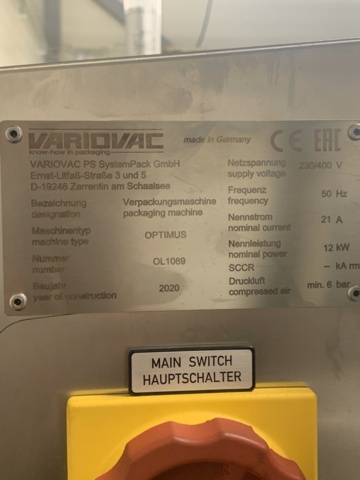 VARIOVAC
know-how in packaging
made in Germany
CE EAC
VARIOVAC PS SystemPack GmbH
Ernst-Litfaß-Straße 3 und 5
D-19246 Zarrentin am Schaalsee
Bezeichnung Verpackungsmaschine
designation packaging machine
Maschinentyp OPTIMUS
machine type
Nummer OL1089
number
Baujahr 2020
year of construction
Netzspannung 230/400 V
supply voltage
Frequenz 50 Hz
frequency
Nennstrom 21 A
nominal current
Nennleistung 12 kW
nominal power
SCCR – kA
Druckluft min. 6 bar
compressed air
MAIN SWITCH
HAUPTSCHALTER